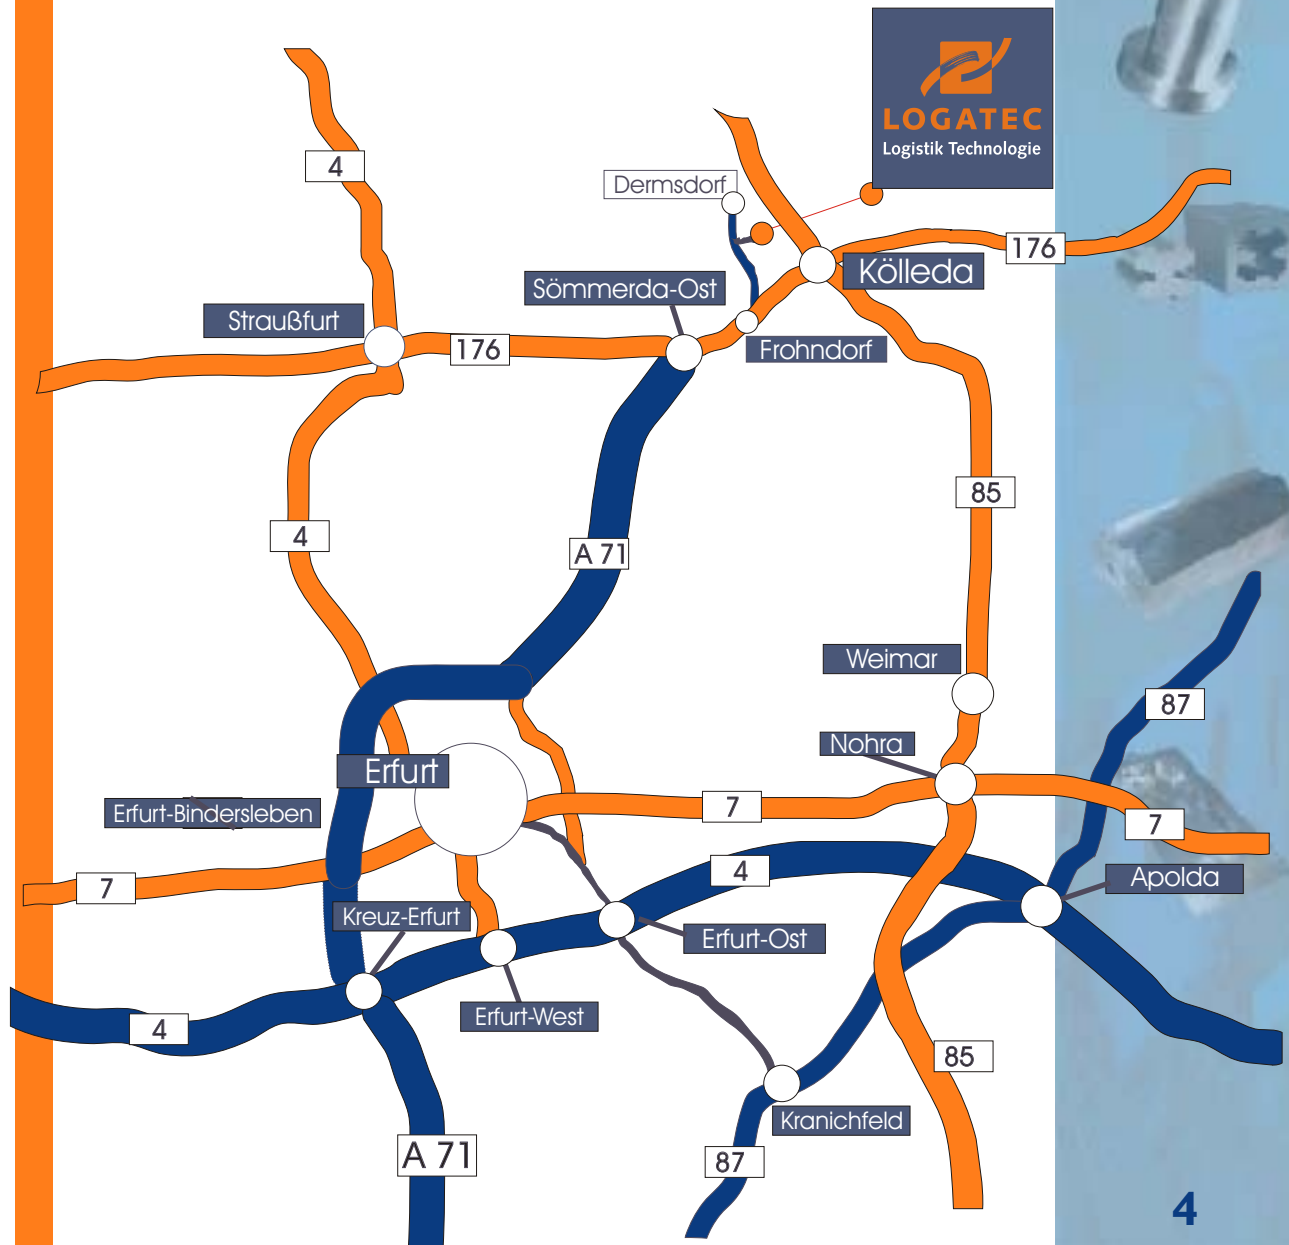 LOGATEC
Logistik Technologie
4
Dermsdorf
176
Kölleda
Sömmerda-Ost
Straußfurt
176
Frohndorf
85
4
A 71
Weimar
87
Nohra
Erfurt
Erfurt-Bindersleben
7
7
4
Apolda
7
Kreuz-Erfurt
Erfurt-Ost
Erfurt-West
4
85
Kranichfeld
A 71
87
4